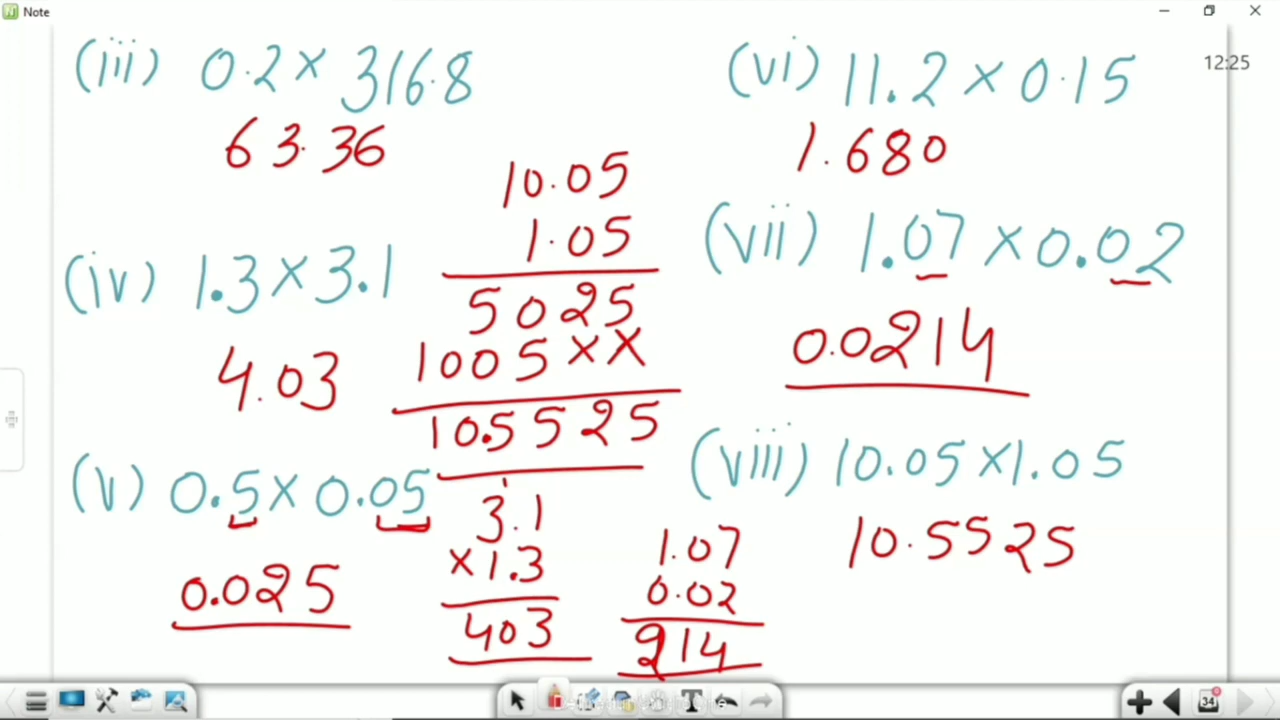 Note
12:25
(iii) 0.2 × 316.8
63.36
(iv) 1.3 × 3.1
4.03
(v) 0.5 × 0.05
0.025
10.05
1.05
5025
1005××
10.5525
1
3.1
×1.3
403
1.07
0.02
214
(vi) 11.2 × 0.15
1.680
(vii) 1.07 × 0.02
0.0214
(viii) 10.05 × 1.05
10.5525
T
34